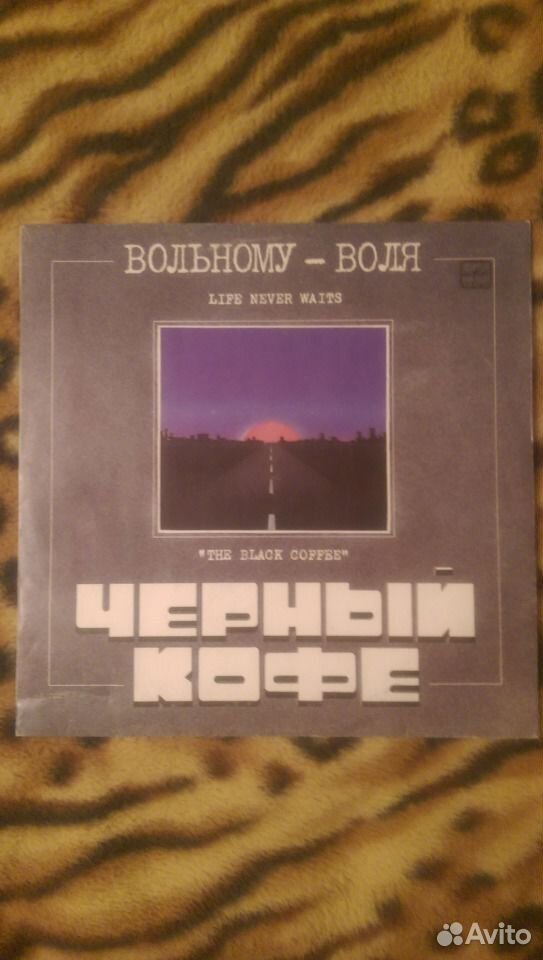 ВОЛЬНОМУ — ВОЛЯ
LIFE NEVER WAITS
"THE BLACK COFFEE"
ЧЕРНЫЙ
КОФЕ
Avito